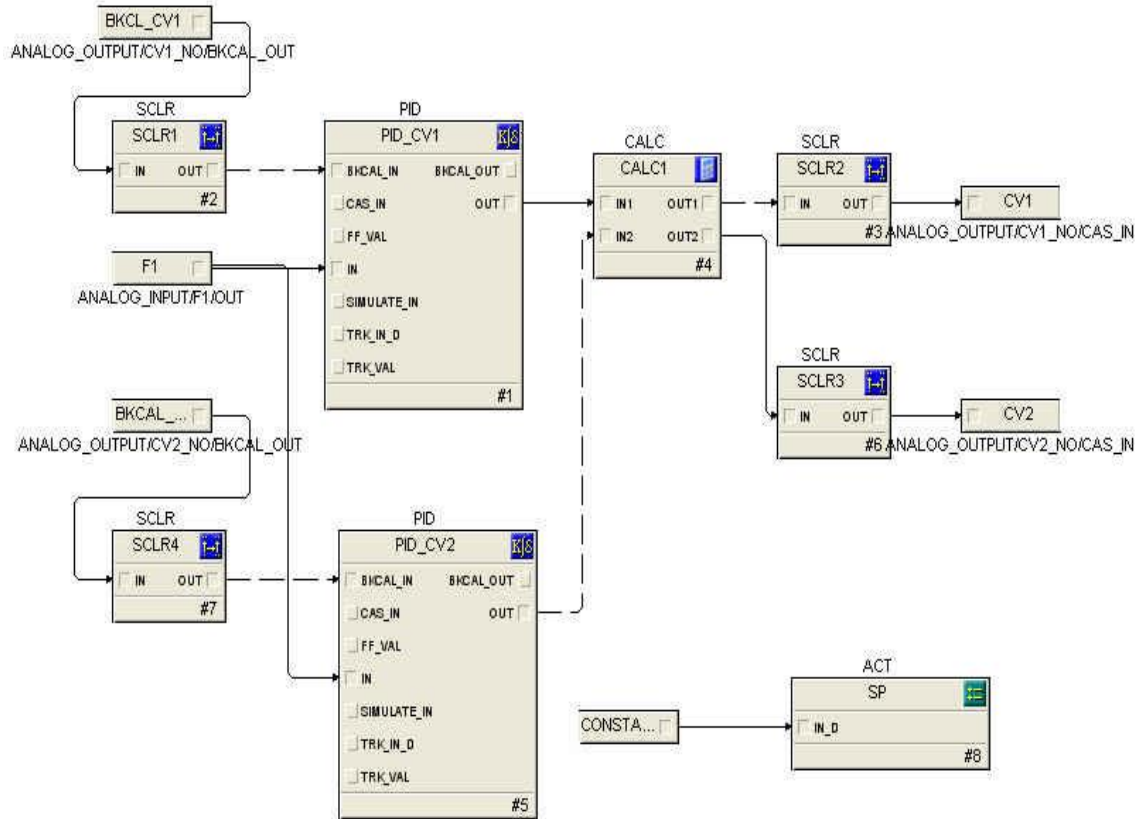 BKCL_CV1
ANALOG_OUTPUT/CV1_NO/BKCAL_OUT
SCLR
SCLR1
IN OUT
#2
PID
PID_CV1
BKCAL_IN BKCAL_OUT
CAS_IN OUT
FF_VAL
IN
SIMULATE_IN
TRK_IN_D
TRK_VAL
#1
F1
ANALOG_INPUT/F1/OUT
CALC
CALC1
IN1 OUT1
IN2 OUT2
#4
SCLR
SCLR2
IN OUT
#3
CV1
ANALOG_OUTPUT/CV1_NO/CAS_IN
SCLR
SCLR3
IN OUT
#6
CV2
ANALOG_OUTPUT/CV2_NO/CAS_IN
BKCAL_...
ANALOG_OUTPUT/CV2_NO/BKCAL_OUT
SCLR
SCLR4
IN OUT
#7
PID
PID_CV2
K|8
BKCAL_IN BKCAL_OUT
CAS_IN OUT
FF_VAL
IN
SIMULATE_IN
TRK_IN_D
TRK_VAL
#5
CONSTA...
ACT
SP
IN_D
#8